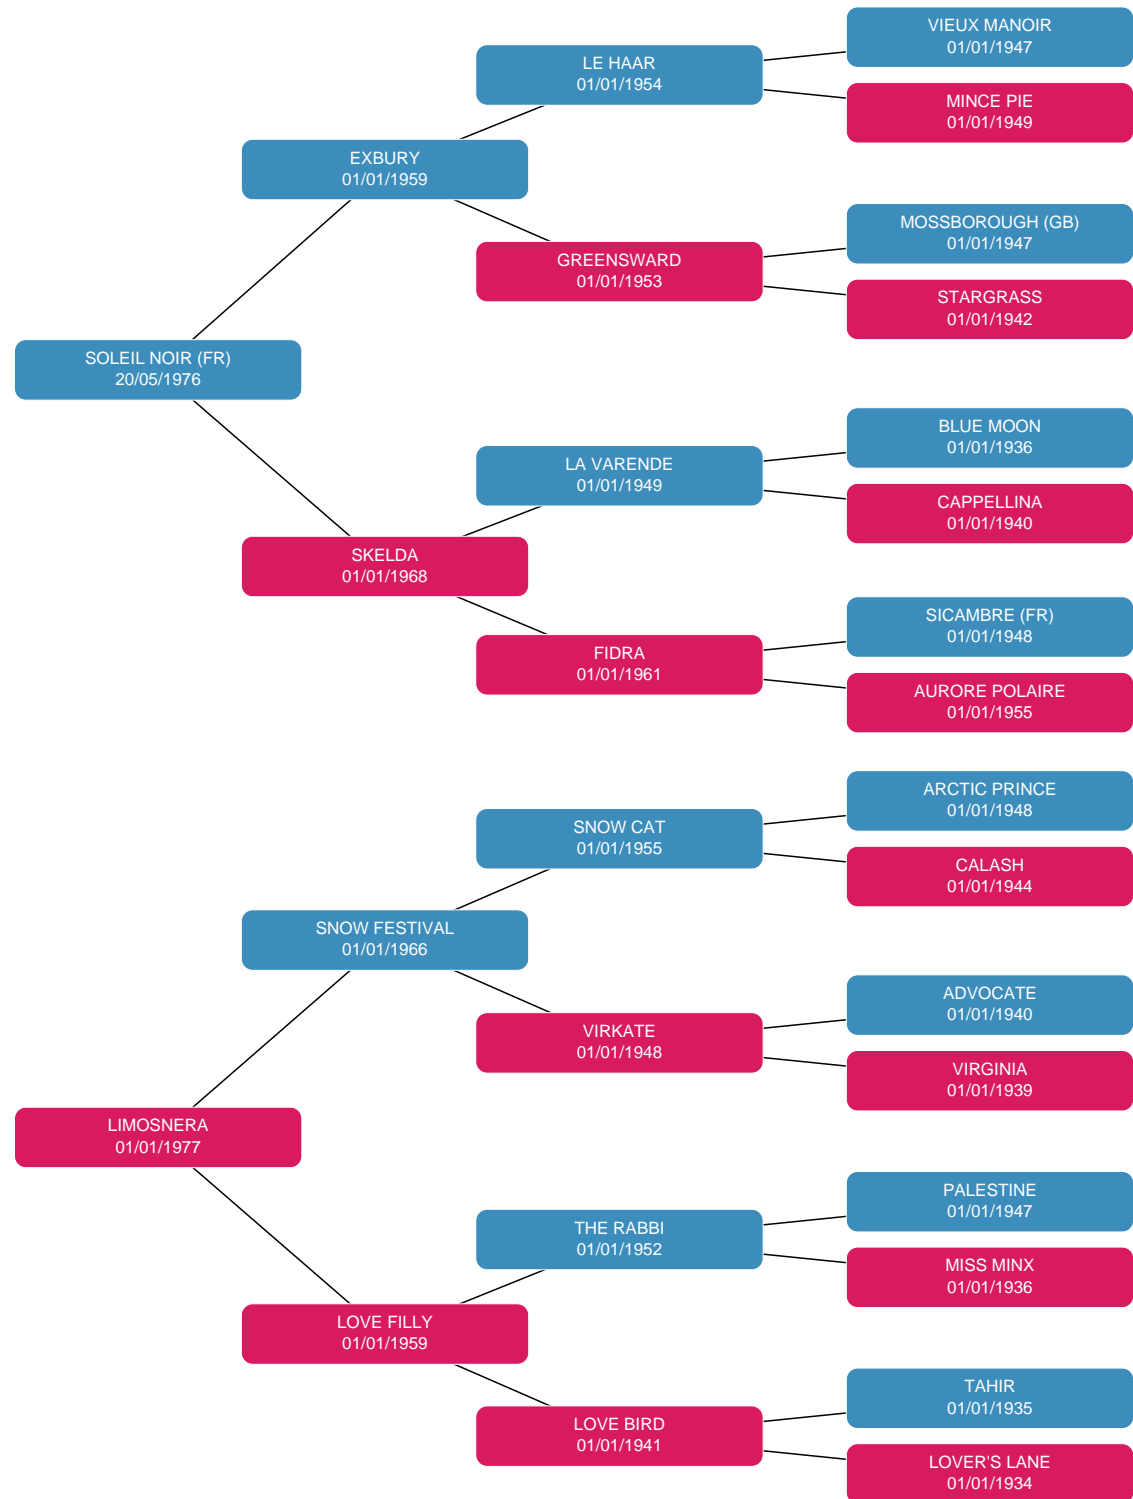 VIEUX MANOIR
01/01/1947
LE HAAR
01/01/1954
MINCE PIE
01/01/1949
EXBURY
01/01/1959
MOSSBOROUGH (GB)
01/01/1947
GREENSWARD
01/01/1953
STARGRASS
01/01/1942
SOLEIL NOIR (FR)
20/05/1976
BLUE MOON
01/01/1936
LA VARENDE
01/01/1949
CAPPELLINA
01/01/1940
SKELDA
01/01/1968
SICAMBRE (FR)
01/01/1948
FIDRA
01/01/1961
AURORE POLAIRE
01/01/1955
ARCTIC PRINCE
01/01/1948
SNOW CAT
01/01/1955
CALASH
01/01/1944
SNOW FESTIVAL
01/01/1966
ADVOCATE
01/01/1940
VIRKATE
01/01/1948
VIRGINIA
01/01/1939
LIMOSNERA
01/01/1977
PALESTINE
01/01/1947
THE RABBI
01/01/1952
MISS MINX
01/01/1936
LOVE FILLY
01/01/1959
TAHIR
01/01/1935
LOVE BIRD
01/01/1941
LOVER'S LANE
01/01/1934